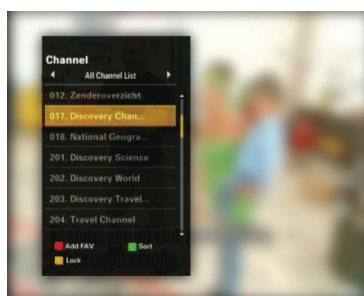 Channel
All Channel List
012. Zenderoverzicht
017. Discovery Chan...
018. National Geogra...
201. Discovery Science
202. Discovery World
203. Discovery Travel...
204. Travel Channel
Add FAV
Sort
Lock